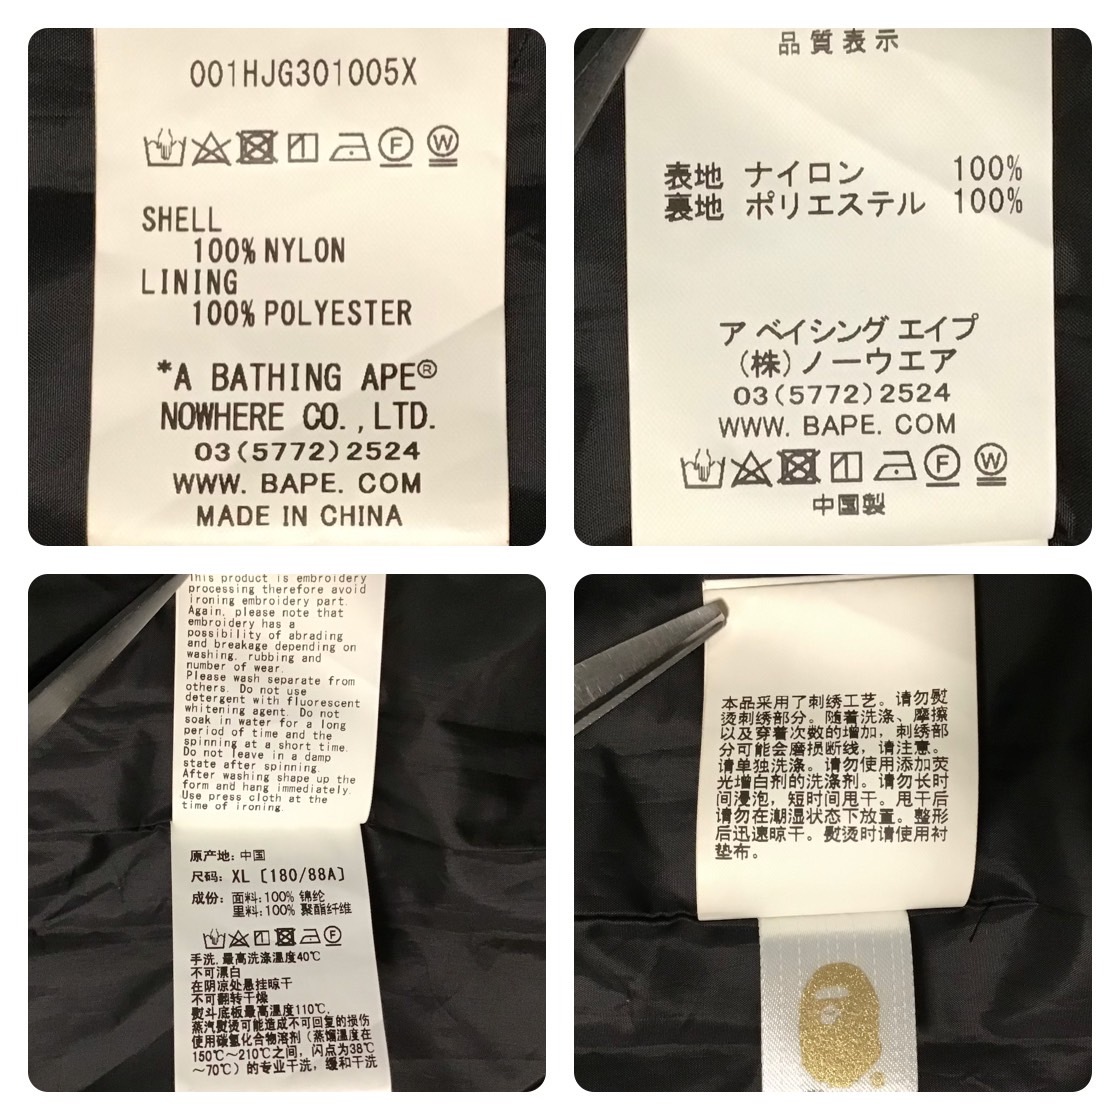 001HJG301005X
F W
SHELL
100% NYLON
LINING
100% POLYESTER
*A BATHING APE®
NOWHERE CO.,LTD.
03(5772)2524
WWW. BAPE. COM
MADE IN CHINA
品質表示
表地 ナイロン 100%
裏地 ポリエステル 100%
ア ベイシング エイプ
(株)ノーウエア
03(5772)2524
WWW. BAPE. COM
F W
中国製
This product is embroidery
processing therefore avoid
ironing embroidery part.
Again, please note that
embroidery has a
possibility of abrading
and breakage depending on
washing, rubbing and
number of wear.
Please wash separate from
others. Do not use
detergent with fluorescent
whitening agent. Do not
soak in water for a long
period of time and the
spinning at a short time.
Do not leave in a damp
state after spinning.
After washing shape up the
form and hang immediately.
Use press cloth at the
time of ironing.
原产地: 中国
尺码: XL [180/88A]
成份: 面料:100% 锦纶
里料:100% 聚酯纤维
F
手洗,最高洗涤温度40℃
不可漂白
在阴凉处悬挂晾干
不可翻转干燥
熨斗底板最高温度110℃,
蒸汽熨烫可能造成不可回复的损伤
使用碳氢化合物溶剂(蒸馏温度在
150℃~210℃之间,闪点为38℃
~70℃)的专业干洗,缓和干洗
本品采用了刺绣工艺。请勿熨
烫刺绣部分。随着洗涤、摩擦
以及穿着次数的增加,刺绣部
分可能会磨损断线,请注意。
请单独洗涤。请勿使用添加荧
光增白剂的洗涤剂。请勿长时
间浸泡,短时间甩干。甩干后
请勿在潮湿状态下放置。整形
后迅速晾干。熨烫时请使用衬
垫布。
®